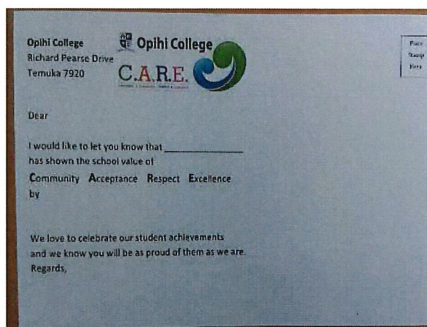 Opihi College
Richard Pearse Drive
Temuka 7920
Opihi College
C.A.R.E.
Place
Stamp
Here
Dear
I would like to let you know that _______________
has shown the school value of
Community Acceptance Respect Excellence
by
We love to celebrate our student achievements
and we know you will be as proud of them as we are.
Regards,